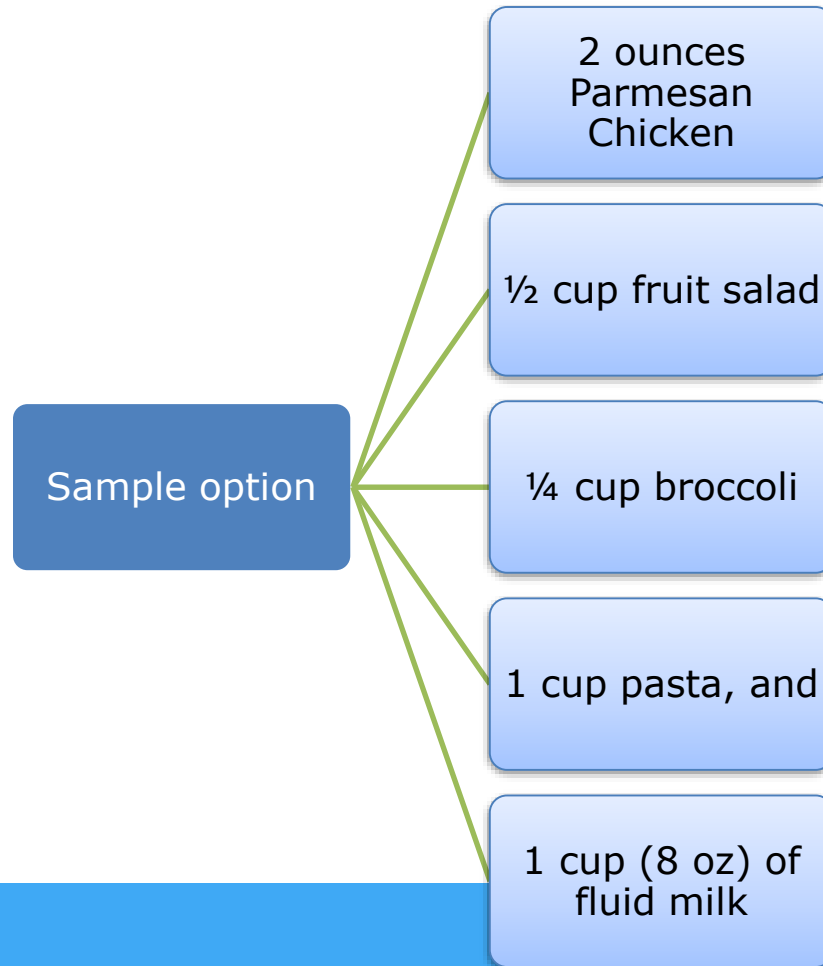 2 ounces
Parmesan
Chicken
½ cup fruit salad
Sample option
¼ cup broccoli
1 cup pasta, and
1 cup (8 oz) of
fluid milk